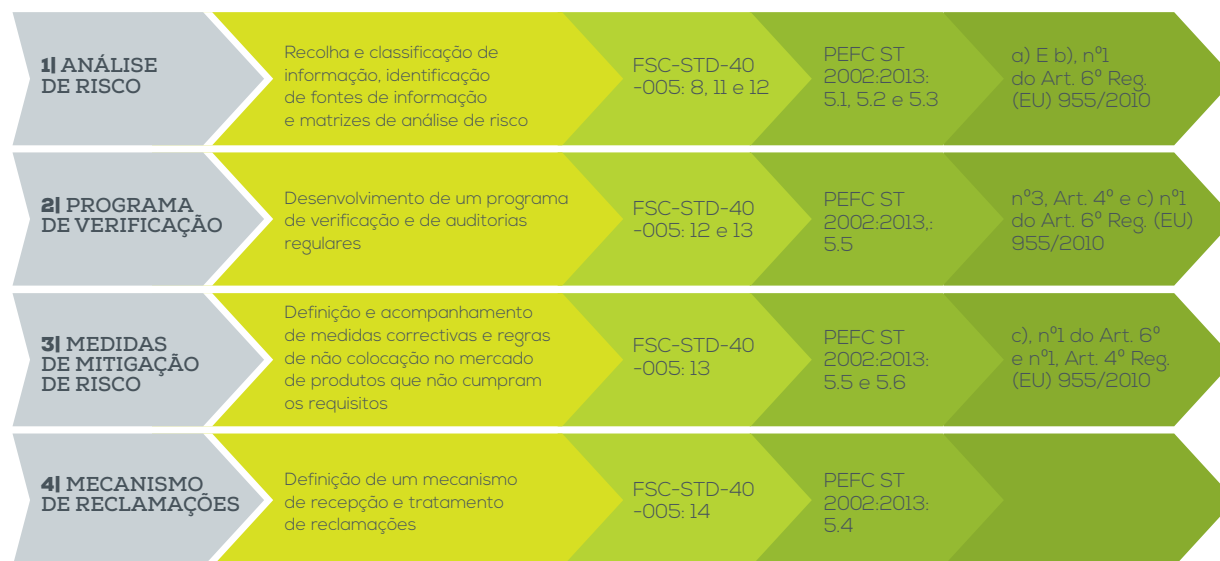 1| ANÁLISE
DE RISCO
Recolha e classificação de
informação, identificação
de fontes de informação
e matrizes de análise de risco
FSC-STD-40
-005: 8, 11 e 12
PEFC ST
2002:2013:
5.1, 5.2 e 5.3
a) E b), nº1
do Art. 6º Reg.
(EU) 955/2010
2| PROGRAMA
DE VERIFICAÇÃO
Desenvolvimento de um programa
de verificação e de auditorias
regulares
FSC-STD-40
-005: 12 e 13
PEFC ST
2002:2013,:
5.5
nº3, Art. 4º e c) nº1
do Art. 6º Reg. (EU)
955/2010
3| MEDIDAS
DE MITIGAÇÃO
DE RISCO
Definição e acompanhamento
de medidas correctivas e regras
de não colocação no mercado
de produtos que não cumpram
os requisitos
FSC-STD-40
-005: 13
PEFC ST
2002:2013:
5.5 e 5.6
c), nº1 do Art. 6º
e nº1, Art. 4º Reg.
(EU) 955/2010
4| MECANISMO
DE RECLAMAÇÕES
Definição de um mecanismo
de recepção e tratamento
de reclamações
FSC-STD-40
-005: 14
PEFC ST
2002:2013:
5.4